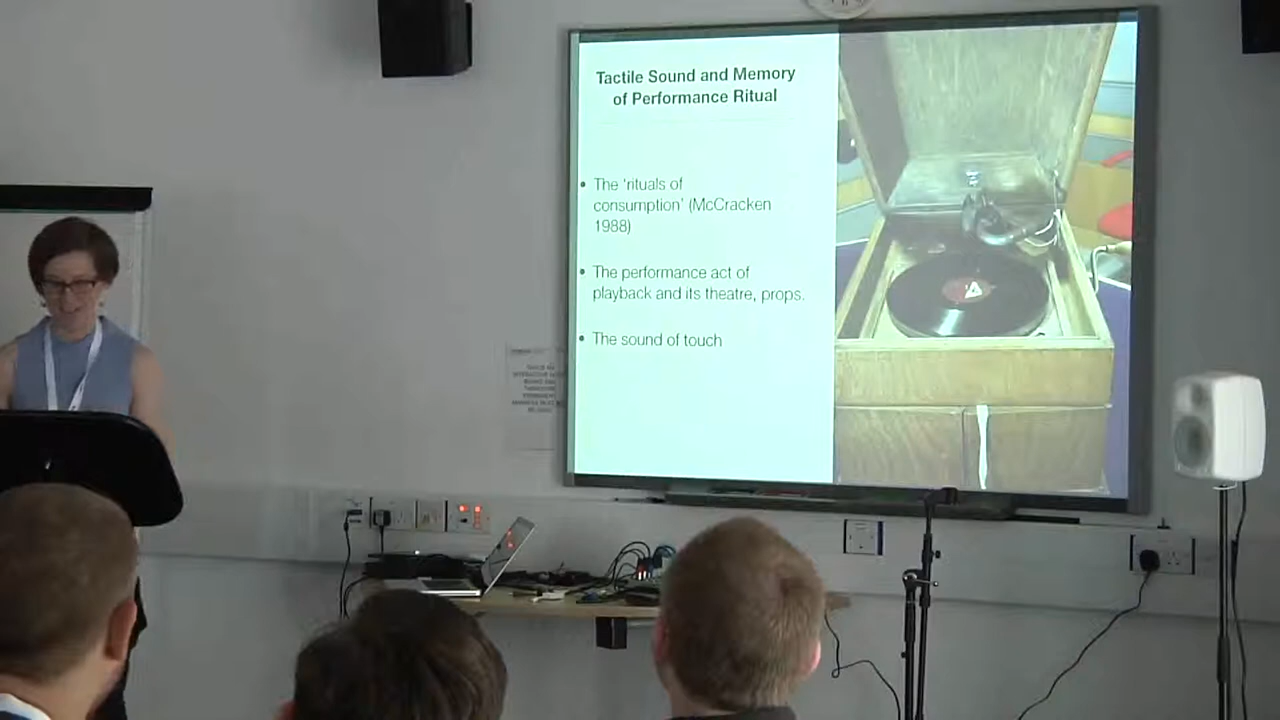 Tactile Sound and Memory
of Performance Ritual
• The ‘rituals of
consumption’ (McCracken
1988)
• The performance act of
playback and its theatre, props.
• The sound of touch